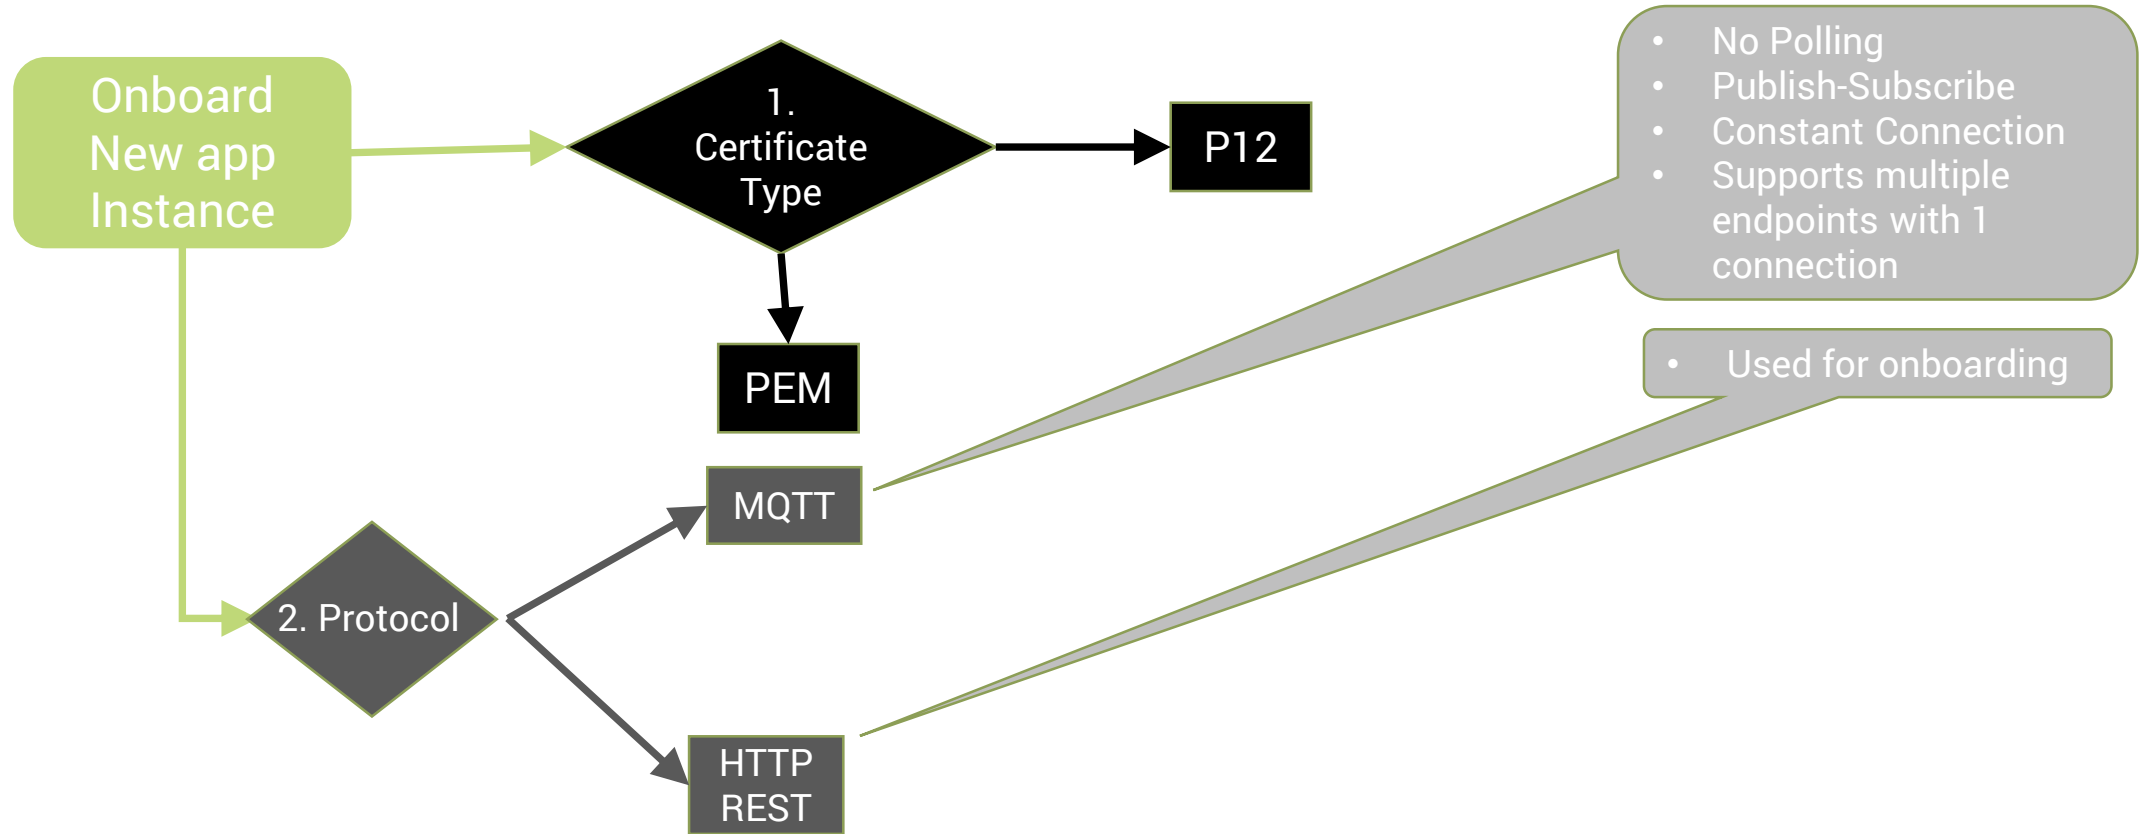 Onboard
New app
Instance
1.
Certificate
Type
P12
PEM
• No Polling
• Publish-Subscribe
• Constant Connection
• Supports multiple
endpoints with 1
connection
• Used for onboarding
MQTT
2. Protocol
HTTP
REST